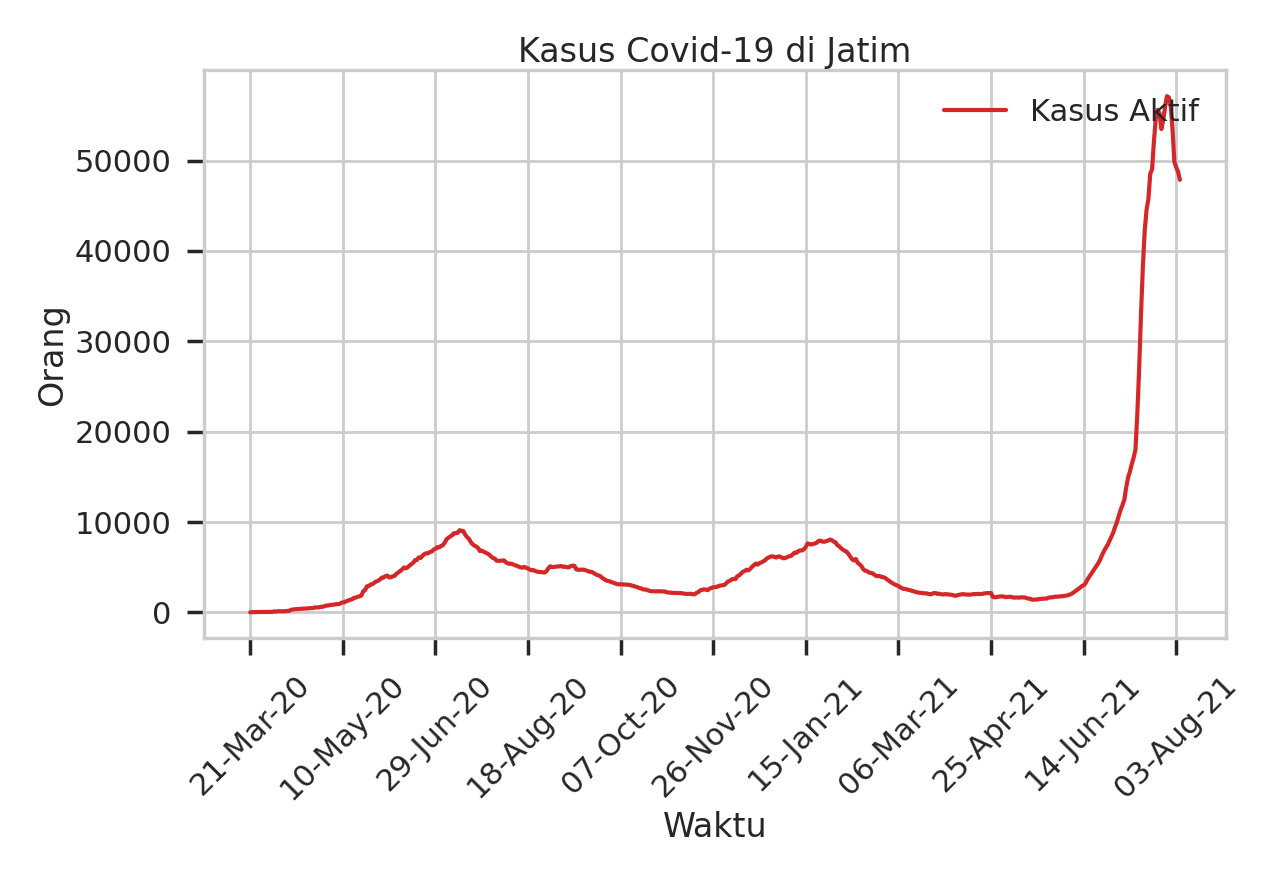 Kasus Covid-19 di Jatim
Kasus Aktif
Orang
50000
40000
30000
20000
10000
0
21-Mar-20
10-May-20
29-Jun-20
18-Aug-20
07-Oct-20
26-Nov-20
15-Jan-21
06-Mar-21
25-Apr-21
14-Jun-21
03-Aug-21
Waktu